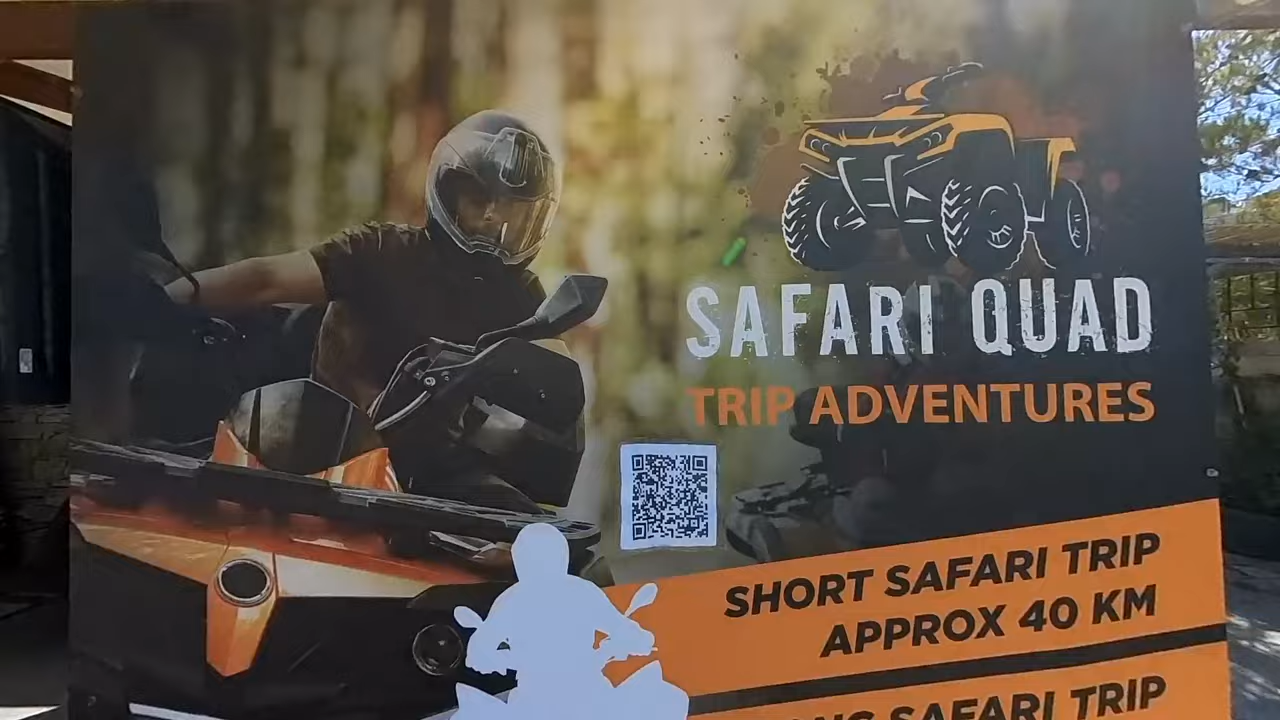 SAFARI QUAD
TRIP ADVENTURES
SHORT SAFARI TRIP
APPROX 40 KM
SAFARI TRIP